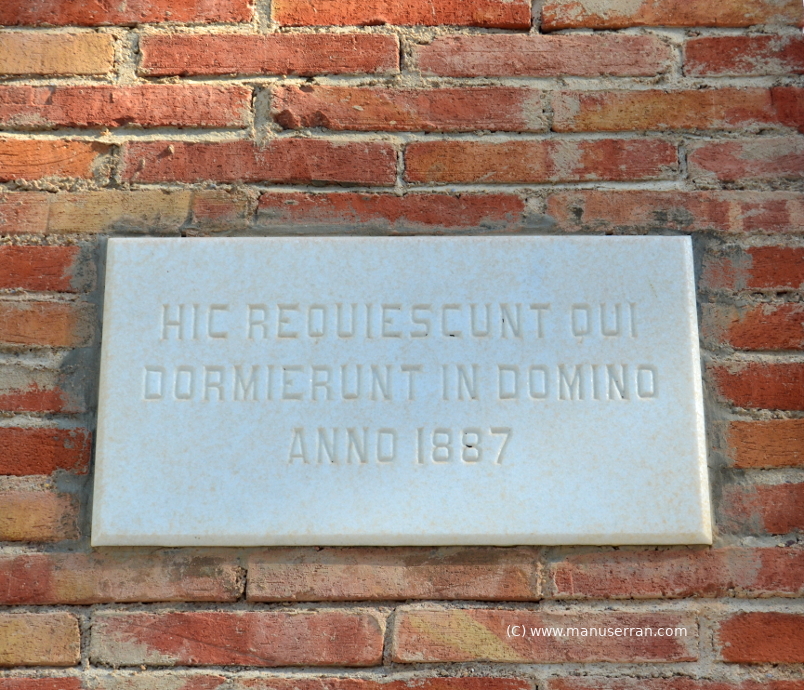 HIC REQUIESCUNT QUI
DORMIERUNT IN DOMINO
ANNO 1887
(C) www.manuserran.com